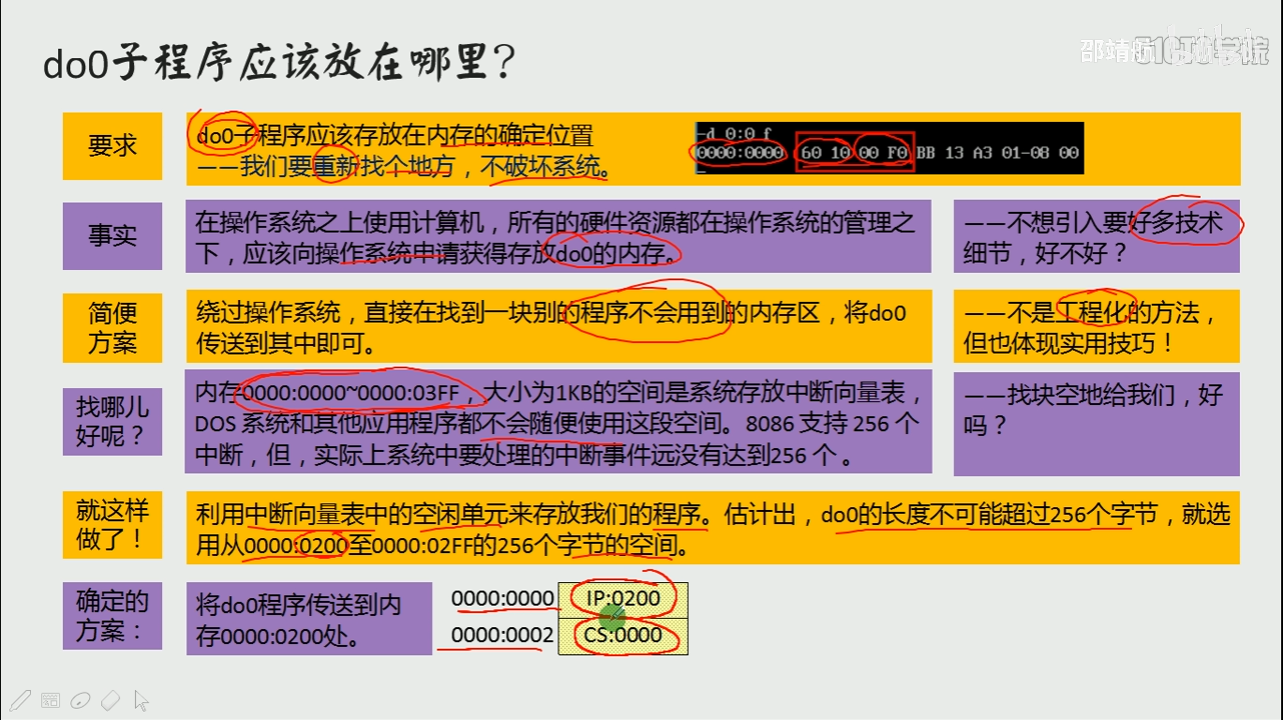 do0子程序应该放在哪里？
邵靖航
要求
do0子程序应该存放在内存的确定位置
——我们要重新找个地方，不破坏系统。
-d 0:0 f
0000:0000 60 10 00 F0 BB 13 A3 01-08 00
事实
在操作系统之上使用计算机，所有的硬件资源都在操作系统的管理之
下，应该向操作系统申请获得存放do0的内存。
——不想引入要好多技术
细节，好不好？
简便
方案
绕过操作系统，直接在找到一块别的程序不会用到的内存区，将do0
传送到其中即可。
——不是工程化的方法，
但也体现实用技巧！
找哪儿
好呢？
内存0000:0000~0000:03FF，大小为1KB的空间是系统存放中断向量表，
DOS 系统和其他应用程序都不会随便使用这段空间。8086 支持 256 个
中断，但，实际上系统中要处理的中断事件远没有达到256 个 。
——找块空地给我们，好
吗？
就这样
做了！
利用中断向量表中的空闲单元来存放我们的程序。估计出，do0的长度不可能超过256个字节，就选
用从0000:0200至0000:02FF的256个字节的空间。
确定的
方案：
将do0程序传送到内
存0000:0200处。
0000:0000 IP:0200
0000:0002 CS:0000